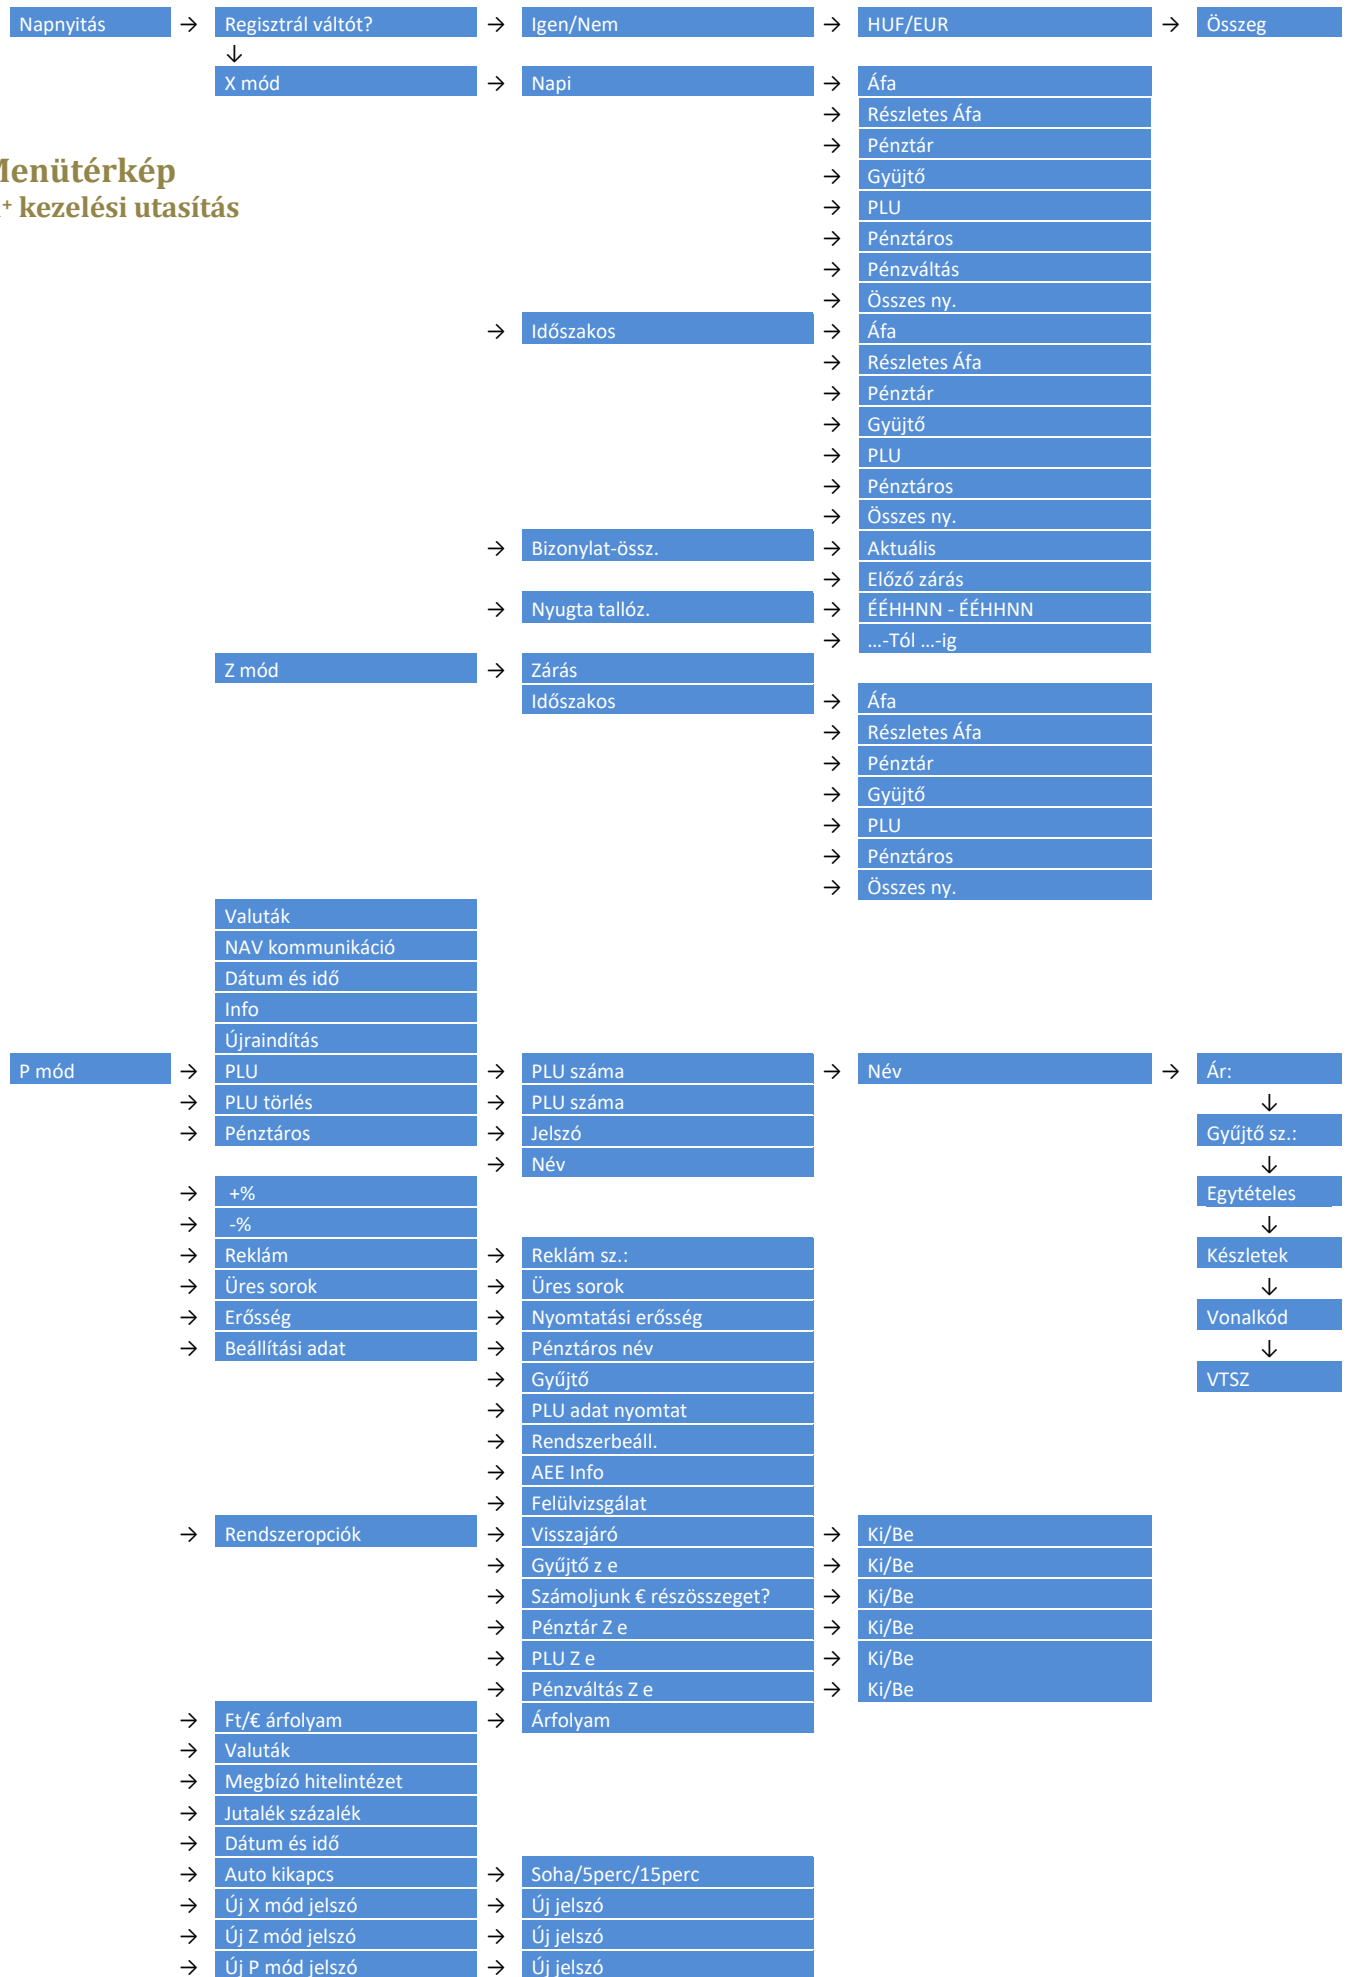 Napnyitás → Regisztrál váltót? → Igen/Nem → HUF/EUR → Összeg
↓
X mód → Napi → Áfa
→ Részletes Áfa
→ Pénztár
Menütérkép
→ Gyüjtő
⁺ kezelési utasítás
→ PLU
→ Pénztáros
→ Pénzváltás
→ Összes ny.
→ Időszakos → Áfa
→ Részletes Áfa
→ Pénztár
→ Gyüjtő
→ PLU
→ Pénztáros
→ Összes ny.
→ Bizonylat-össz. → Aktuális
→ Előző zárás
→ Nyugta tallóz. → ÉÉHHNN - ÉÉHHNN
→ ...-Tól ...-ig
Z mód → Zárás
Időszakos → Áfa
→ Részletes Áfa
→ Pénztár
→ Gyüjtő
→ PLU
→ Pénztáros
→ Összes ny.
Valuták
NAV kommunikáció
Dátum és idő
Info
Újraindítás
P mód → PLU → PLU száma → Név → Ár:
→ PLU törlés → PLU száma ↓
→ Pénztáros → Jelszó Gyűjtő sz.:
→ Név ↓
→ +% Egytételes
→ -% ↓
→ Reklám → Reklám sz.: Készletek
→ Üres sorok → Üres sorok ↓
→ Erősség → Nyomtatási erősség Vonalkód
→ Beállítási adat → Pénztáros név ↓
→ Gyűjtő VTSZ
→ PLU adat nyomtat
→ Rendszerbeáll.
→ AEE Info
→ Felülvizsgálat
→ Rendszeropciók → Visszajáró → Ki/Be
→ Gyűjtő z e → Ki/Be
→ Számoljunk € részösszeget? → Ki/Be
→ Pénztár Z e → Ki/Be
→ PLU Z e → Ki/Be
→ Pénzváltás Z e → Ki/Be
→ Ft/€ árfolyam → Árfolyam
→ Valuták
→ Megbízó hitelintézet
→ Jutalék százalék
→ Dátum és idő
→ Auto kikapcs → Soha/5perc/15perc
→ Új X mód jelszó → Új jelszó
→ Új Z mód jelszó → Új jelszó
→ Új P mód jelszó → Új jelszó